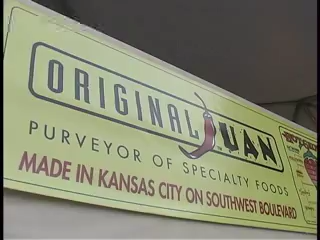 ORIGINAL JUAN
PURVEYOR OF SPECIALTY FOODS
MADE IN KANSAS CITY ON SOUTHWEST BOULEVARD